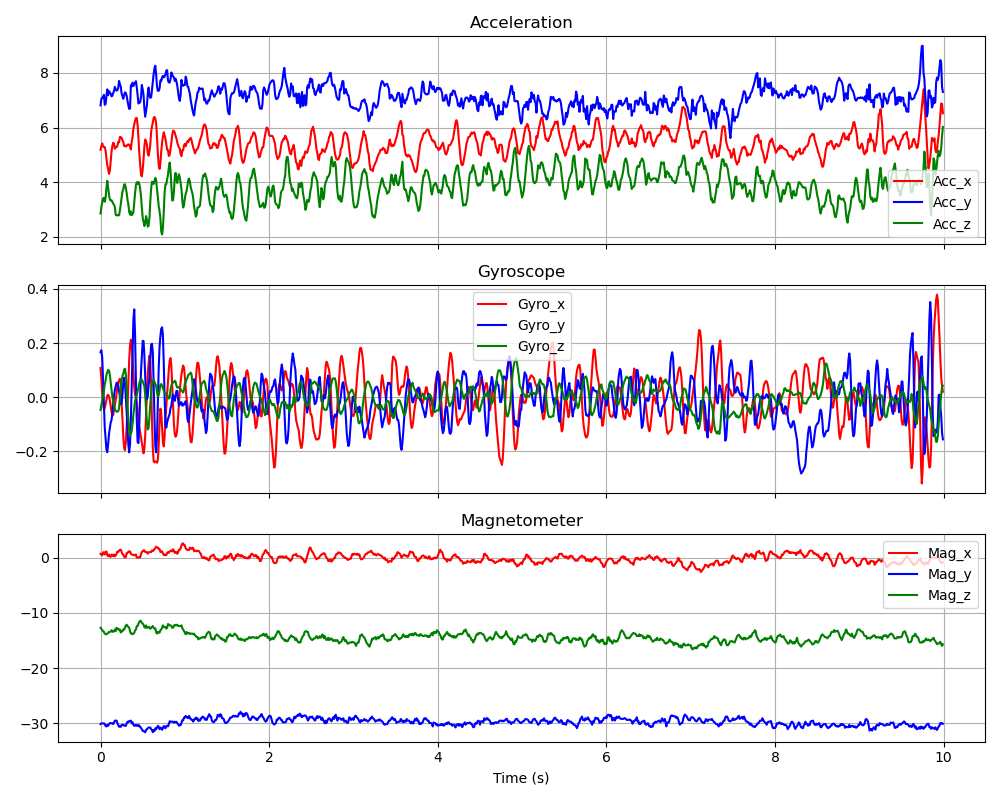 Acceleration
8
6
4
2
Acc_x
Acc_y
Acc_z
Gyroscope
0.4
0.2
0.0
−0.2
Gyro_x
Gyro_y
Gyro_z
Magnetometer
0
−10
−20
−30
Mag_x
Mag_y
Mag_z
0 2 4 6 8 10
Time (s)